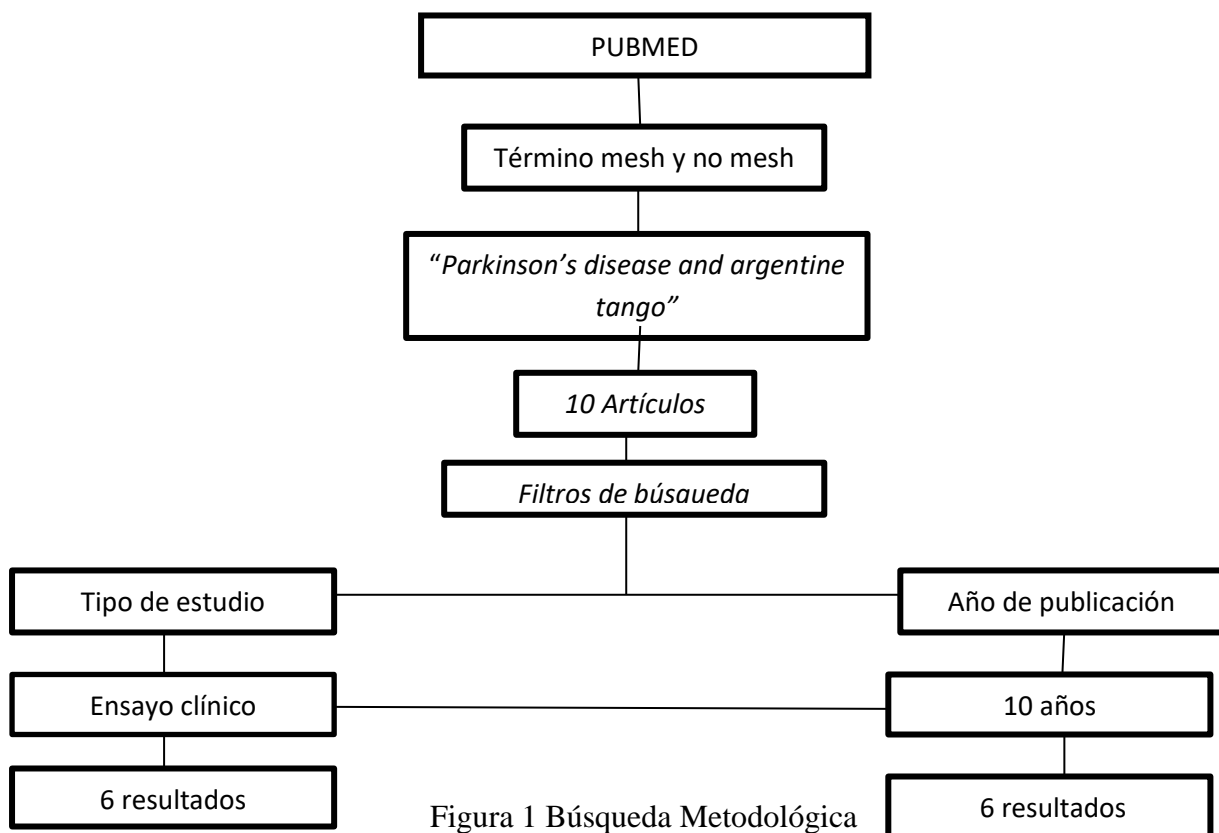 PUBMED
Término mesh y no mesh
“Parkinson’s disease and argentine
tango”
10 Artículos
Filtros de búsaueda
Tipo de estudio
Año de publicación
Ensayo clínico
10 años
6 resultados
6 resultados
Figura 1 Búsqueda Metodológica